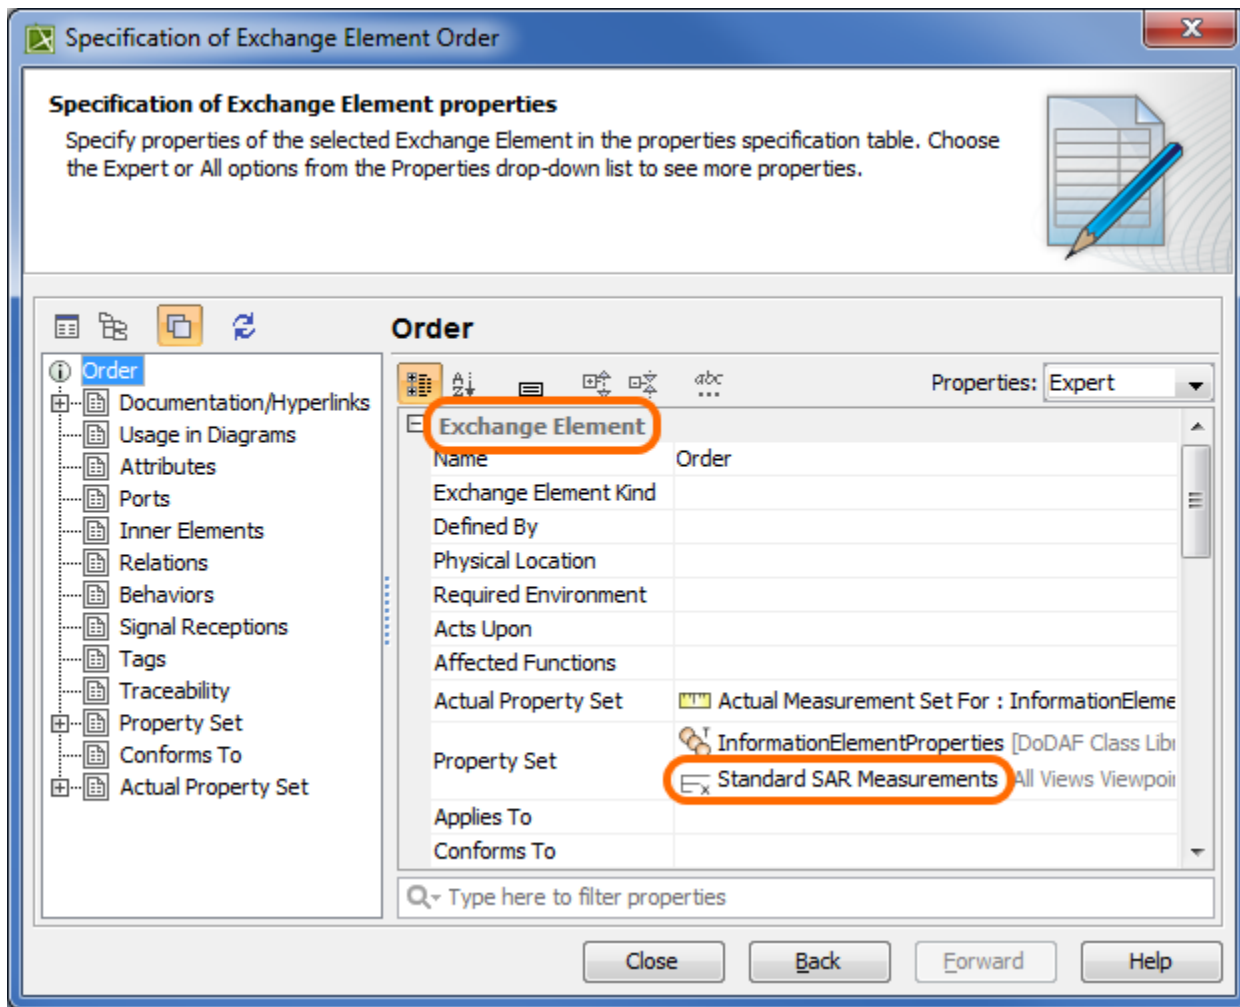 Specification of Exchange Element Order
Specification of Exchange Element properties
Specify properties of the selected Exchange Element in the properties specification table. Choose
the Expert or All options from the Properties drop-down list to see more properties.
Order
Order
Documentation/Hyperlinks
Usage in Diagrams
Attributes
Ports
Inner Elements
Relations
Behaviors
Signal Receptions
Tags
Traceability
Property Set
Conforms To
Actual Property Set
abc
Properties: Expert
Exchange Element
Name Order
Exchange Element Kind
Defined By
Physical Location
Required Environment
Acts Upon
Affected Functions
Actual Property Set Actual Measurement Set For : InformationEleme
Property Set InformationElementProperties [DoDAF Class Libr
Standard SAR Measurements All Views Viewpoin
Applies To
Conforms To
Type here to filter properties
Close Back Forward Help